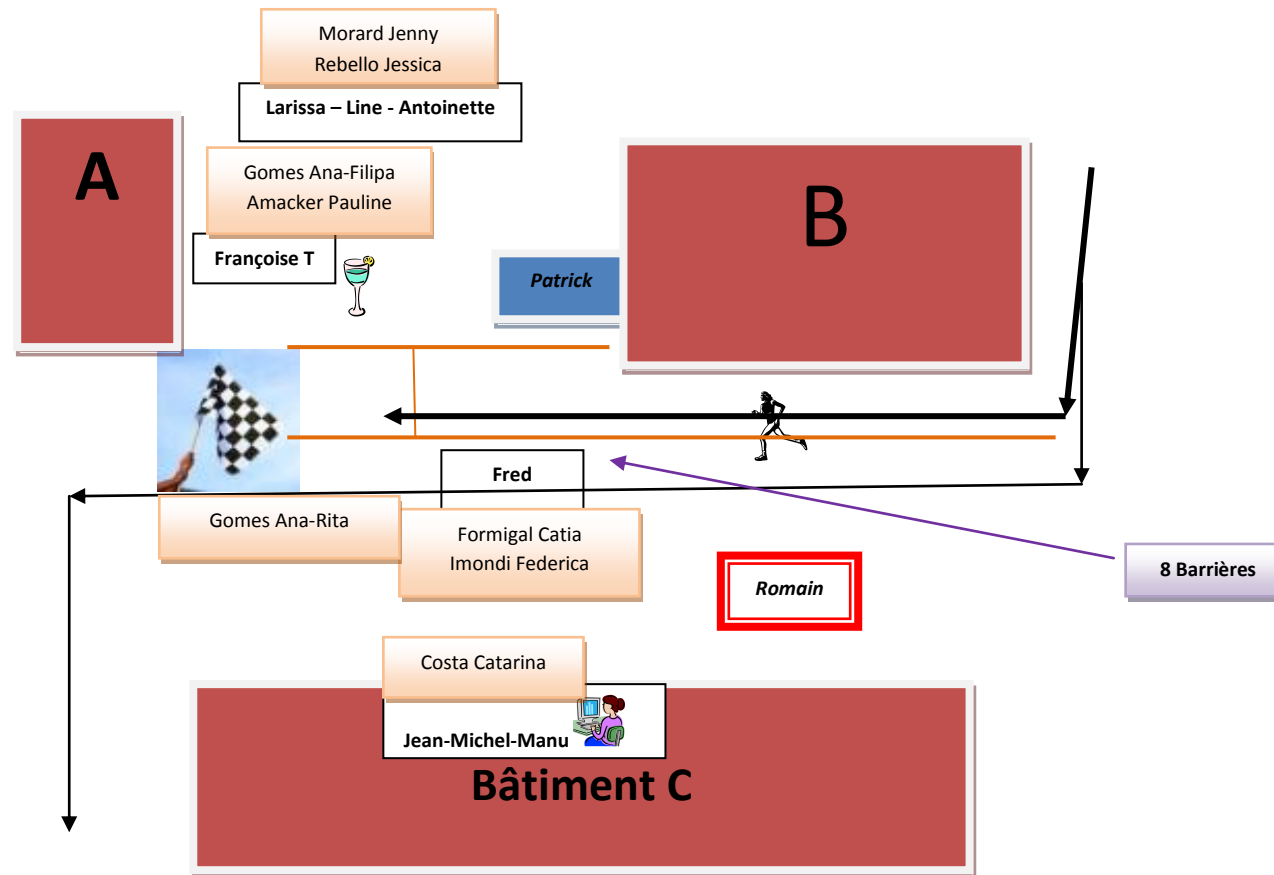 Morard Jenny
Rebello Jessica
Larissa – Line - Antoinette
A
Gomes Ana-Filipa
Amacker Pauline
B
Françoise T
Patrick
Fred
Gomes Ana-Rita
Formigal Catia
Imondi Federica
8 Barrières
Romain
Costa Catarina
Jean-Michel-Manu
Bâtiment C